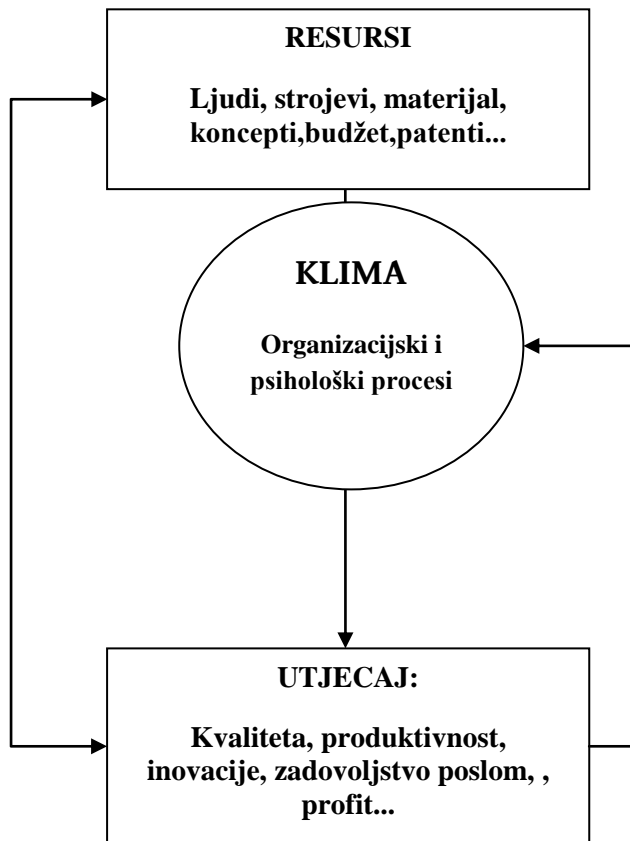 RESURSI
Ljudi, strojevi, materijal,
koncepti,budžet,patenti...
KLIMA
Organizacijski i
psihološki procesi
UTJECAJ:
Kvaliteta, produktivnost,
inovacije, zadovoljstvo poslom, ,
profit...